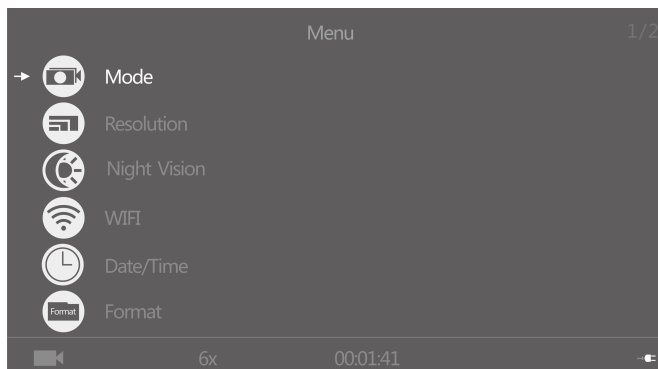 Menu 1/2
Mode
Resolution
Night Vision
WIFI
Date/Time
Format Format
6x 00:01:41